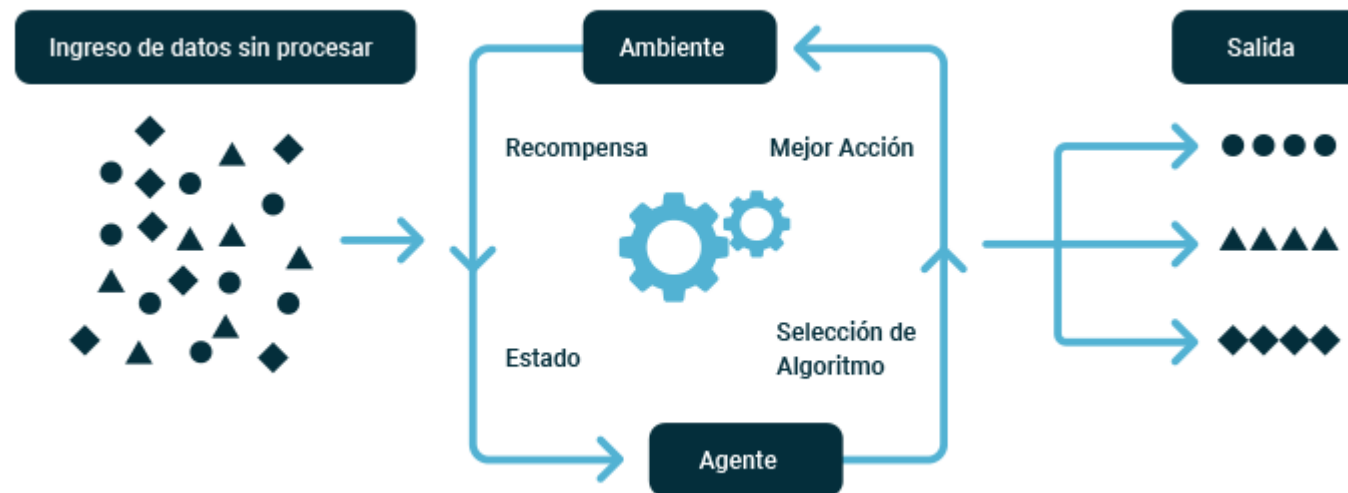 Ingreso de datos sin procesar
Ambiente
Salida
Recompensa
Mejor Acción
Estado
Selección de
Algoritmo
Agente